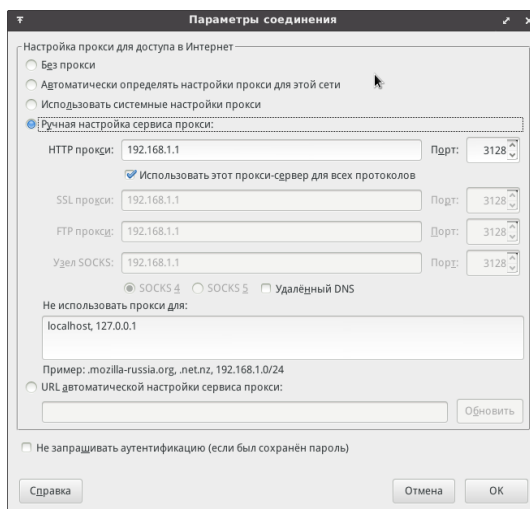 Параметры соединения
Настройка прокси для доступа в Интернет
Без прокси
Автоматически определять настройки прокси для этой сети
Использовать системные настройки прокси
Ручная настройка сервиса прокси:
HTTP прокси: 192.168.1.1 Порт: 3128
Использовать этот прокси-сервер для всех протоколов
SSL прокси: 192.168.1.1 Порт: 3128
FTP прокси: 192.168.1.1 Порт: 3128
Узел SOCKS: 192.168.1.1 Порт: 3128
SOCKS 4 SOCKS 5 Удалённый DNS
Не использовать прокси для:
localhost, 127.0.0.1
Пример: .mozilla-russia.org, .net.nz, 192.168.1.0/24
URL автоматической настройки сервиса прокси:
Обновить
Не запрашивать аутентификацию (если был сохранён пароль)
Справка Отмена OK